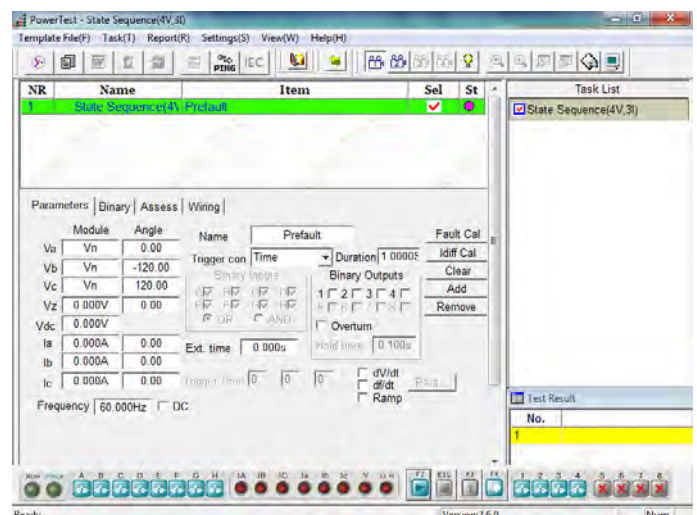 PowerTest - State Sequence(4V,3I)
Template File(F) Task(T) Report(R) Settings(S) View(W) Help(H)
PING IEC
NR Name Item Sel St
1 State Sequence(4\ Prefault
Task List
State Sequence(4V,3I)
Parameters Binary Assess Wiring
Module Angle
Va Vn 0.00
Vb Vn -120.00
Vc Vn 120.00
Vz 0.000V 0.00
Vdc 0.000V
Ia 0.000A 0.00
Ib 0.000A 0.00
Ic 0.000A 0.00
Frequency 60.000Hz DC
Name Prefault
Trigger con Time Duration 1.0000S
Binary Inputs
OR AND
Binary Outputs
1 2 3 4
5 6 7 8
Overturn
Hold time 0.100s
Ext. time 0.000s
Trigger time 0 0 0
dV/dt
df/dt
Ramp
Fault Cal
Idiff Cal
Clear
Add
Remove
Test Result
No.
1
A B C D E F G H IA IB IC Ia Ib Ic V
1 2 3 4 5 6 7 8
Ready
Num